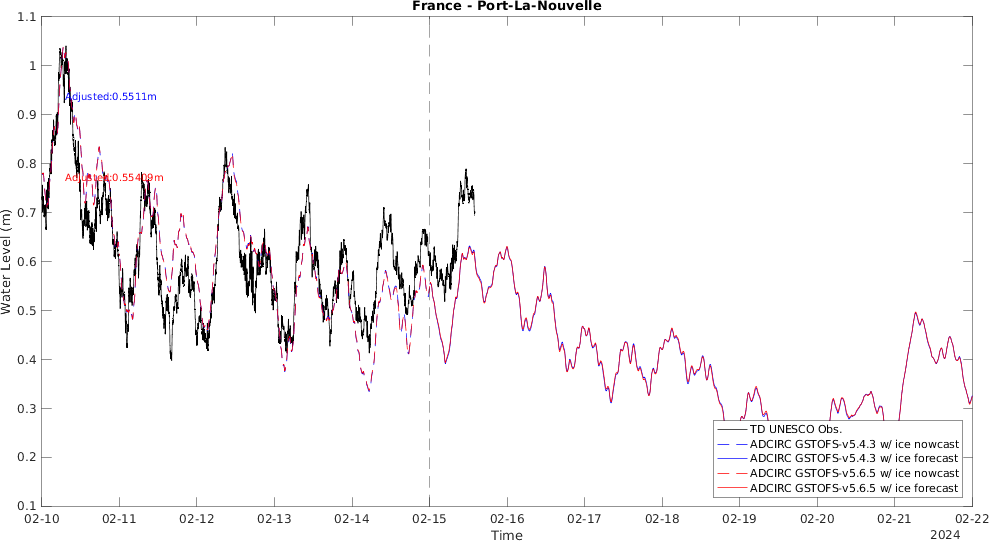 France - Port-La-Nouvelle
1.1
1
0.9
0.8
0.7
0.6
0.5
0.4
0.3
0.2
0.1
Water Level (m)
Adjusted:0.5511m
Adjusted:0.55409m
TD UNESCO Obs.
ADCIRC GSTOFS-v5.4.3 w/ ice nowcast
ADCIRC GSTOFS-v5.4.3 w/ ice forecast
ADCIRC GSTOFS-v5.6.5 w/ ice nowcast
ADCIRC GSTOFS-v5.6.5 w/ ice forecast
02-10 02-11 02-12 02-13 02-14 02-15 02-16 02-17 02-18 02-19 02-20 02-21 02-22
Time
2024